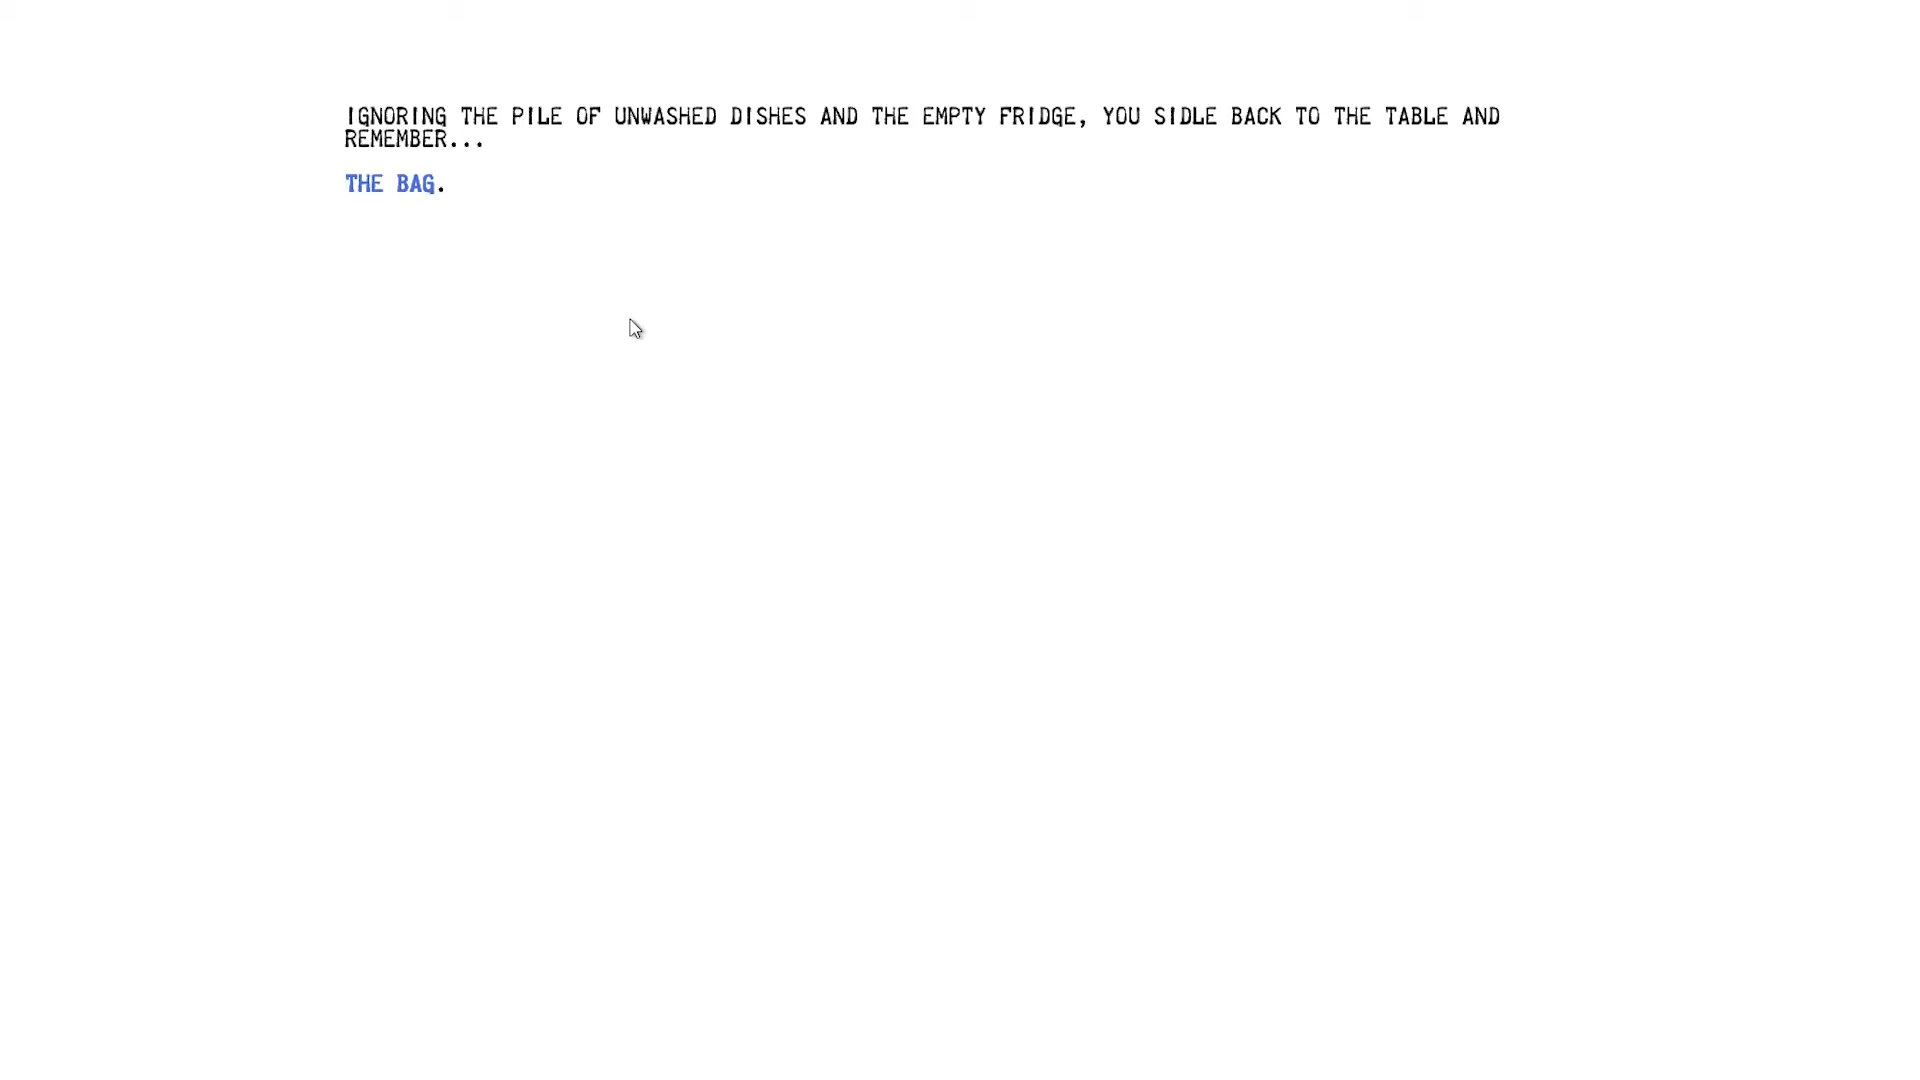 IGNORING THE PILE OF UNWASHED DISHES AND THE EMPTY FRIDGE, YOU SIDLE BACK TO THE TABLE AND
REMEMBER...
THE BAG.